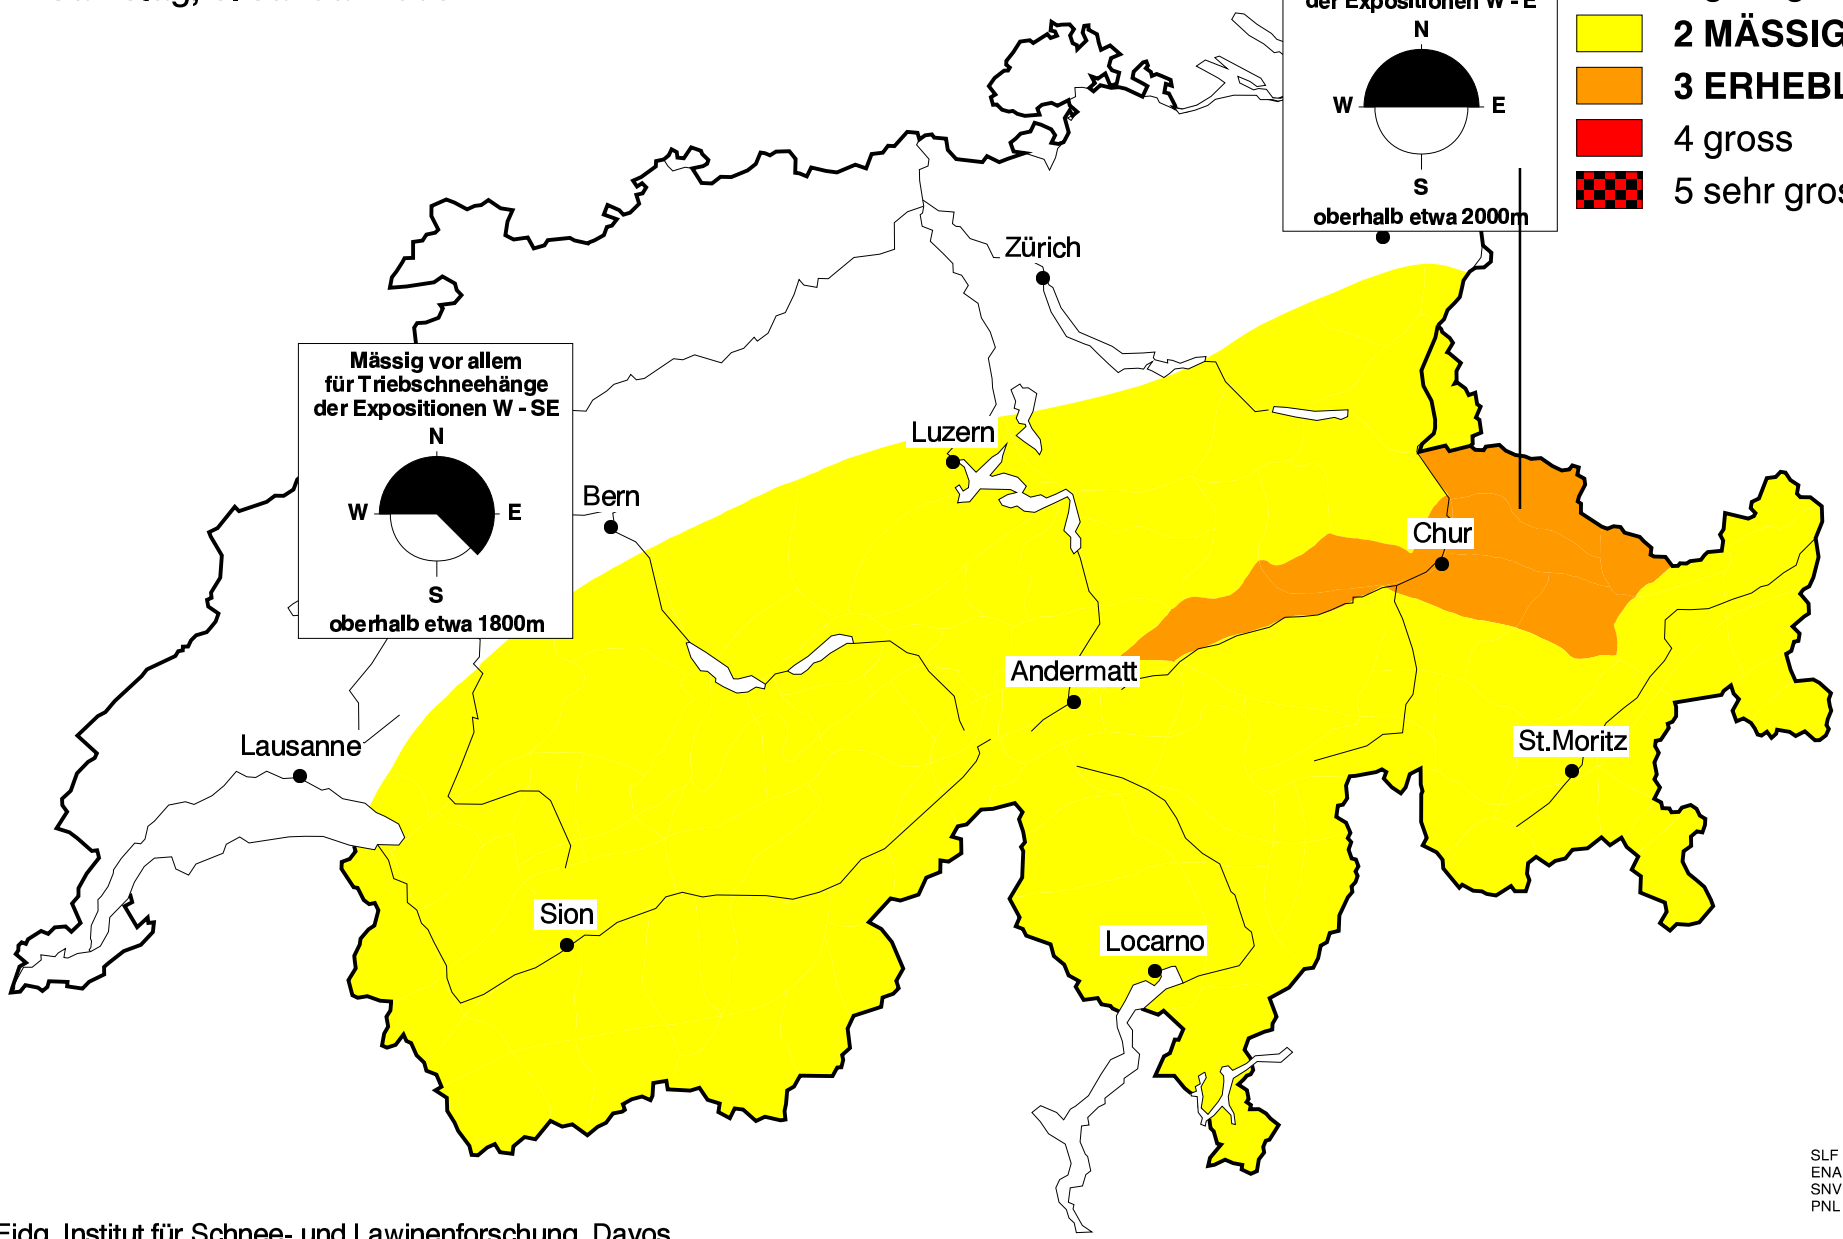 der Expositionen W - E
N
W
E
S
oberhalb etwa 2000m
2 MÄSSIG
3 ERHEBL
4 gross
5 sehr gros
Zürich
Mässig vor allem
für Triebschneehänge
der Expositionen W - SE
N
W
E
S
oberhalb etwa 1800m
Luzern
Bern
Chur
Andermatt
Lausanne
St.Moritz
Sion
Locarno
SLF
ENA
SNV
PNL
Eidg. Institut für Schnee- und Lawinenforschung, Davos